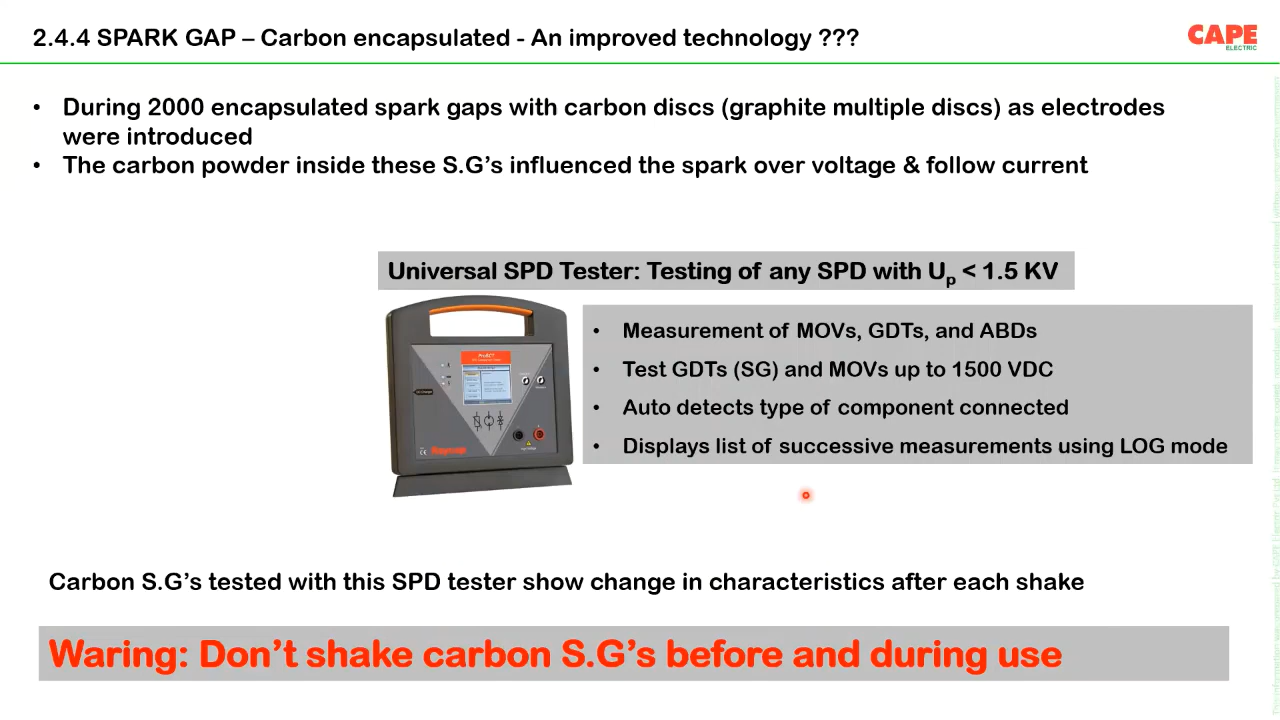 2.4.4 SPARK GAP – Carbon encapsulated - An improved technology ???
CAPE
ELECTRIC
• During 2000 encapsulated spark gaps with carbon discs (graphite multiple discs) as electrodes
were introduced
• The carbon powder inside these S.G's influenced the spark over voltage & follow current
Universal SPD Tester: Testing of any SPD with Up < 1.5 KV
• Measurement of MOVs, GDTs, and ABDs
• Test GDTs (SG) and MOVs up to 1500 VDC
• Auto detects type of component connected
• Displays list of successive measurements using LOG mode
Carbon S.G's tested with this SPD tester show change in characteristics after each shake
Waring: Don't shake carbon S.G's before and during use